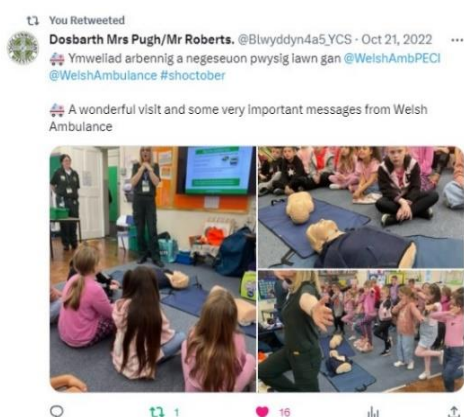 You Retweeted
Dosbarth Mrs Pugh/Mr Roberts. @Blwyddyn4a5_YCS · Oct 21, 2022 ···
🚑 Ymweliad arbennig a negeseuon pwysig iawn gan @WelshAmbPECI
@WelshAmbulance #shoctober
🚑 A wonderful visit and some very important messages from Welsh
Ambulance
1
16